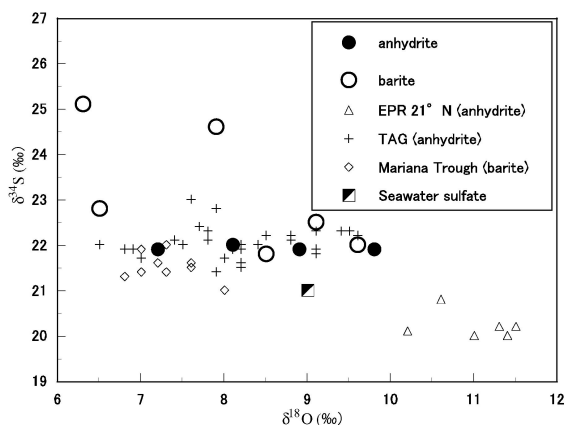 27
26
25
24
23
22
21
20
19
δ34S (‰)
anhydrite
barite
EPR 21° N (anhydrite)
TAG (anhydrite)
Mariana Trough (barite)
Seawater sulfate
6 7 8 9 10 11 12
δ18O (‰)